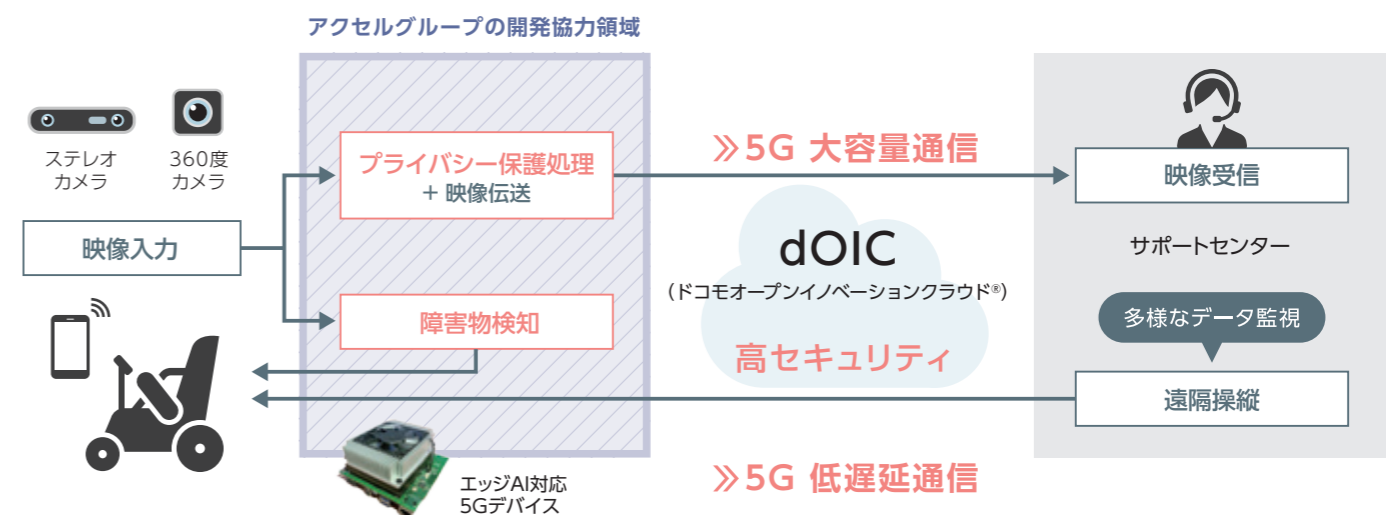 アクセルグループの開発協力領域
ステレオ
カメラ
360度
カメラ
映像入力
プライバシー保護処理
+ 映像伝送
障害物検知
エッジAI対応
5Gデバイス
≫5G 大容量通信
dOIC
(ドコモオープンイノベーションクラウド®)
高セキュリティ
≫5G 低遅延通信
映像受信
サポートセンター
多様なデータ監視
遠隔操縦